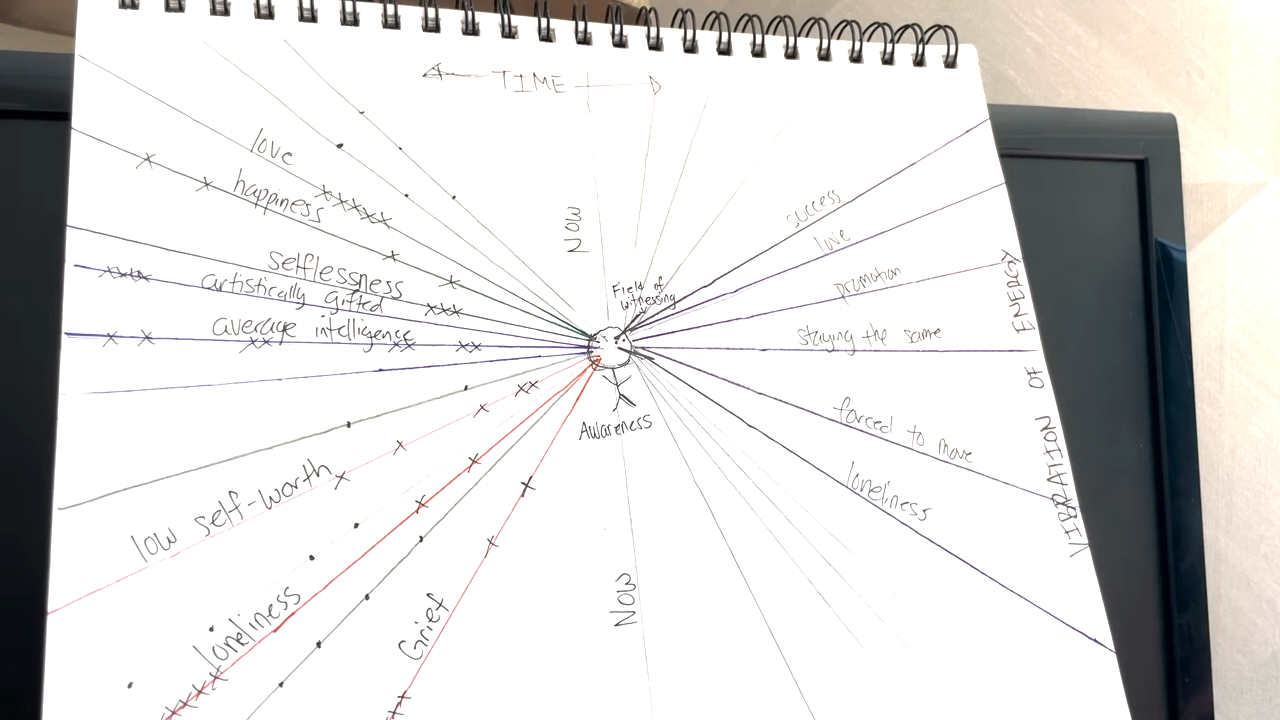 TIME
love
happiness
selflessness
artistically gifted
average intelligence
low self-worth
loneliness
Grief
NOW
Field of
witnessing
Awareness
NOW
success
love
promotion
staying the same
forced to move
loneliness
VIBRATION OF ENERGY